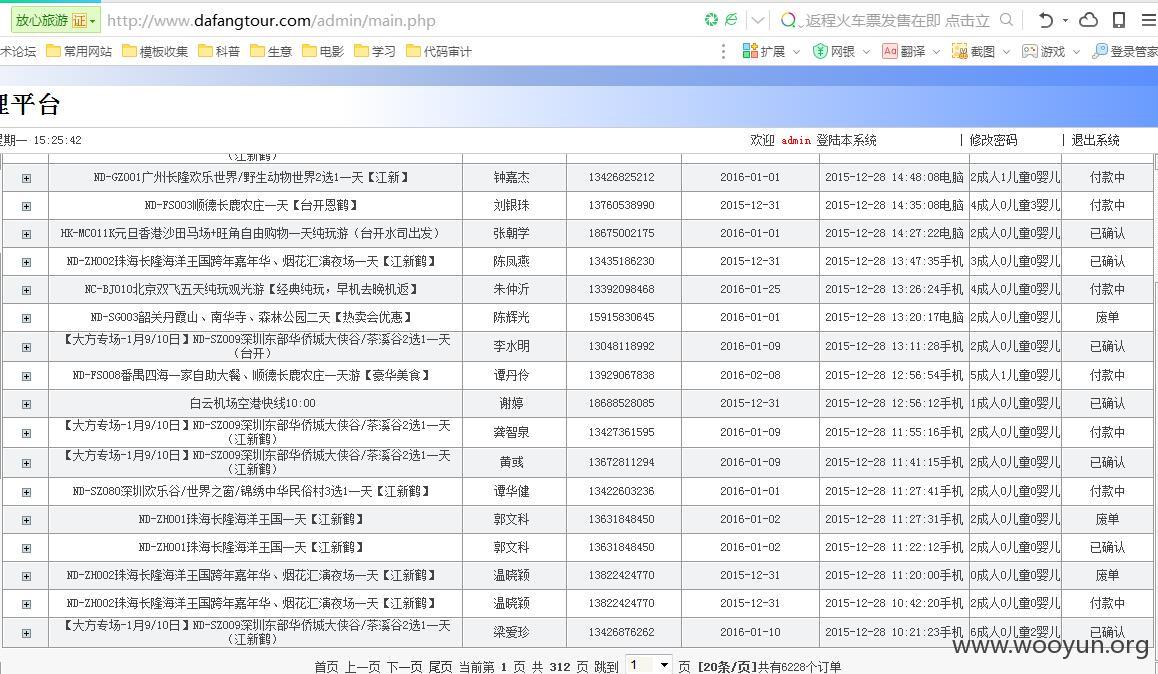 放心旅游 证 http://www.dafangtour.com/admin/main.php 返程火车票发售在即 点击立
术论坛 常用网站 模板收集 科普 生意 电影 学习 代码审计 扩展 网银 翻译 截图 游戏 登录管家
理平台
星期一 15:25:42 欢迎 admin 登陆本系统 | 修改密码 | 退出系统
（江新鹤）
ND-GZ001广州长隆欢乐世界/野生动物世界2选1一天【江新】 钟嘉杰 13426825212 2016-01-01 2015-12-28 14:48:08电脑 2成人1儿童0婴儿 付款中
ND-FS003顺德长鹿农庄一天【台开恩鹤】 刘银珠 13760538990 2015-12-31 2015-12-28 14:35:08电脑 4成人0儿童3婴儿 付款中
HK-MC011K元旦香港沙田马场+旺角自由购物一天纯玩游（台开水司出发） 张朝学 18675002175 2016-01-01 2015-12-28 14:27:22电脑 2成人0儿童0婴儿 已确认
ND-ZH002珠海长隆海洋王国跨年嘉年华、烟花汇演夜场一天【江新鹤】 陈凤燕 13435186230 2015-12-31 2015-12-28 13:47:35手机 3成人0儿童0婴儿 已确认
NC-BJ010北京双飞五天纯玩观光游【经典纯玩，早机去晚机返】 朱仲沂 13392098468 2016-01-25 2015-12-28 13:26:24手机 4成人0儿童0婴儿 付款中
ND-SG003韶关丹霞山、南华寺、森林公园二天【热卖会优惠】 陈辉光 15915830645 2016-01-01 2015-12-28 13:20:17电脑 2成人0儿童0婴儿 废单
【大方专场-1月9/10日】ND-SZ009深圳东部华侨城大侠谷/茶溪谷2选1一天
（台开） 李水明 13048118992 2016-01-09 2015-12-28 13:11:28手机 2成人0儿童0婴儿 已确认
ND-FS008番禺四海一家自助大餐、顺德长鹿农庄一天游【豪华美食】 谭丹伶 13929067838 2016-02-08 2015-12-28 12:56:54手机 5成人1儿童0婴儿 付款中
白云机场空港快线10:00 谢婷 18688528085 2015-12-31 2015-12-28 12:56:12手机 1成人0儿童0婴儿 已确认
【大方专场-1月9/10日】ND-SZ009深圳东部华侨城大侠谷/茶溪谷2选1一天
（江新鹤） 龚智泉 13427361595 2016-01-09 2015-12-28 11:55:16手机 2成人0儿童0婴儿 付款中
【大方专场-1月9/10日】ND-SZ009深圳东部华侨城大侠谷/茶溪谷2选1一天
（江新鹤） 黄彧 13672811294 2016-01-09 2015-12-28 11:41:15手机 2成人0儿童0婴儿 已确认
ND-SZ080深圳欢乐谷/世界之窗/锦绣中华民俗村3选1一天【江新鹤】 谭华健 13422603236 2016-01-01 2015-12-28 11:27:41手机 2成人0儿童0婴儿 付款中
ND-ZH001珠海长隆海洋王国一天【江新鹤】 郭文科 13631848450 2016-01-02 2015-12-28 11:27:31手机 2成人0儿童0婴儿 废单
ND-ZH001珠海长隆海洋王国一天【江新鹤】 郭文科 13631848450 2016-01-02 2015-12-28 11:22:12手机 2成人0儿童0婴儿 已确认
ND-ZH002珠海长隆海洋王国跨年嘉年华、烟花汇演夜场一天【江新鹤】 温晓颖 13822424770 2015-12-31 2015-12-28 11:20:00手机 0成人0儿童0婴儿 废单
ND-ZH002珠海长隆海洋王国跨年嘉年华、烟花汇演夜场一天【江新鹤】 温晓颖 13822424770 2015-12-31 2015-12-28 10:42:20手机 2成人0儿童0婴儿 付款中
【大方专场-1月9/10日】ND-SZ009深圳东部华侨城大侠谷/茶溪谷2选1一天
（江新鹤） 梁爱珍 13426876262 2016-01-10 2015-12-28 10:21:23手机 6成人0儿童2婴儿 已确认
www.wooyun.org
首页 上一页 下一页 尾页 当前第 1 页 共 312 页 跳到 1 页 [20条/页]共有6228个订单